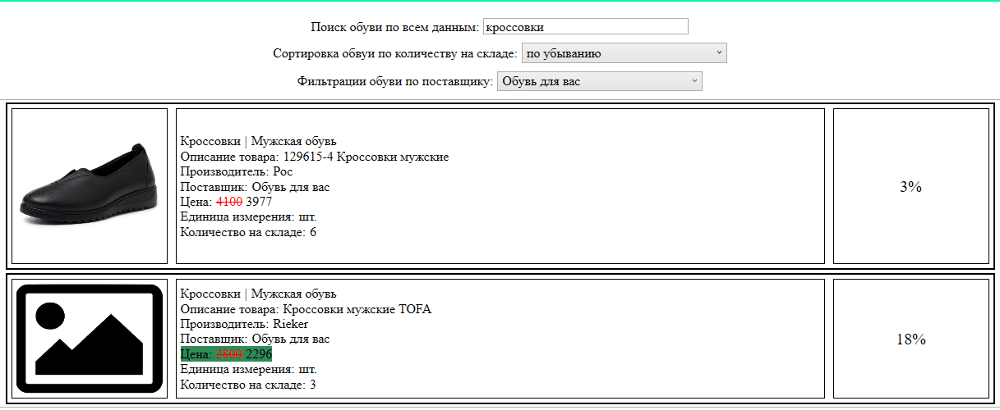 Поиск обуви по всем данным: кроссовки
Сортировка обвуи по количеству на складе: по убыванию
Фильтрации обуви по поставщику: Обувь для вас
Кроссовки | Мужская обувь
Описание товара: 129615-4 Кроссовки мужские
Производитель: Рос
Поставщик: Обувь для вас
Цена: 4100 3977
Единица измерения: шт.
Количество на складе: 6
3%
Кроссовки | Мужская обувь
Описание товара: Кроссовки мужские TOFA
Производитель: Rieker
Поставщик: Обувь для вас
Цена: 2800 2296
Единица измерения: шт.
Количество на складе: 3
18%